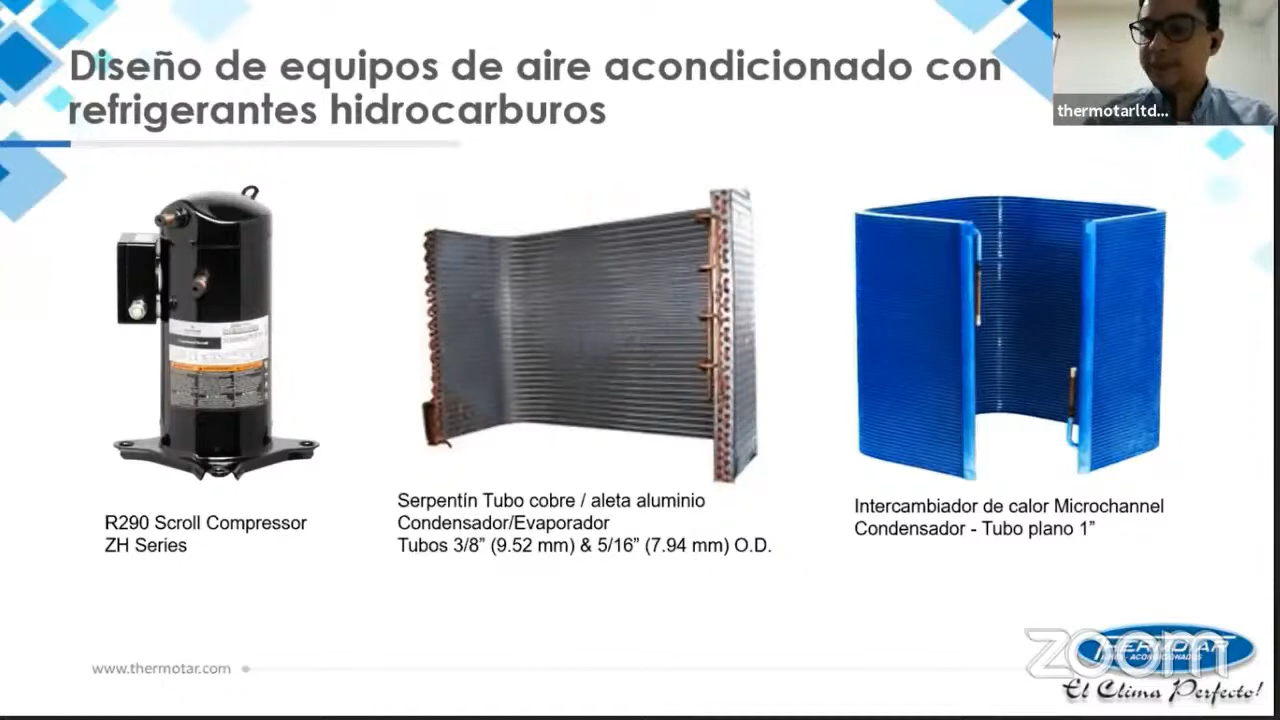 Diseño de equipos de aire acondicionado con
refrigerantes hidrocarburos
thermotarltd...
R290 Scroll Compressor
ZH Series
Serpentín Tubo cobre / aleta aluminio
Condensador/Evaporador
Tubos 3/8” (9.52 mm) & 5/16” (7.94 mm) O.D.
Intercambiador de calor Microchannel
Condensador - Tubo plano 1”
www.thermotar.com
zoom
THERMOTAR
El Clima Perfecto!